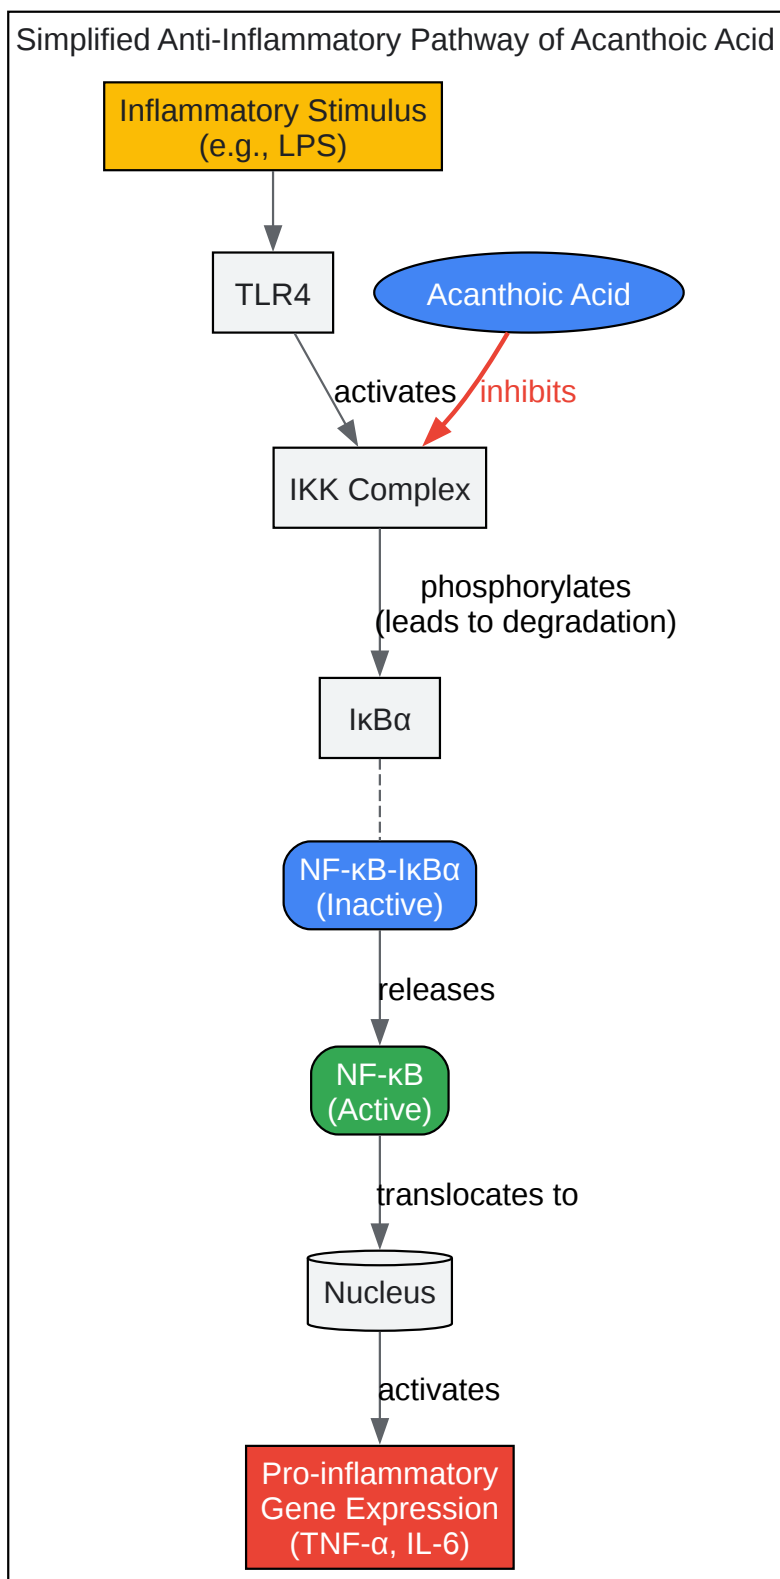 Simplified Anti-Inflammatory Pathway of Acanthoic Acid
Inflammatory Stimulus
(e.g., LPS)
TLR4
Acanthoic Acid
activates
inhibits
IKK Complex
phosphorylates
(leads to degradation)
IκBα
NF-κB-IκBα
(Inactive)
releases
NF-κB
(Active)
translocates to
Nucleus
activates
Pro-inflammatory
Gene Expression
(TNF-α, IL-6)